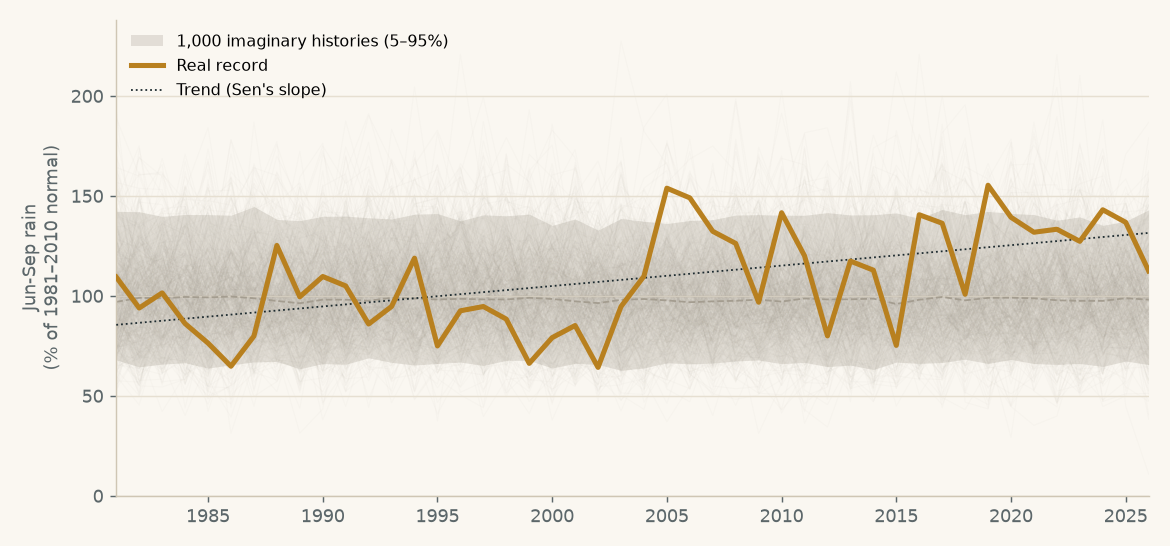 1,000 imaginary histories (5–95%)
Real record
Trend (Sen's slope)
Jun-Sep rain
(% of 1981–2010 normal)
200
150
100
50
0
1985
1990
1995
2000
2005
2010
2015
2020
2025